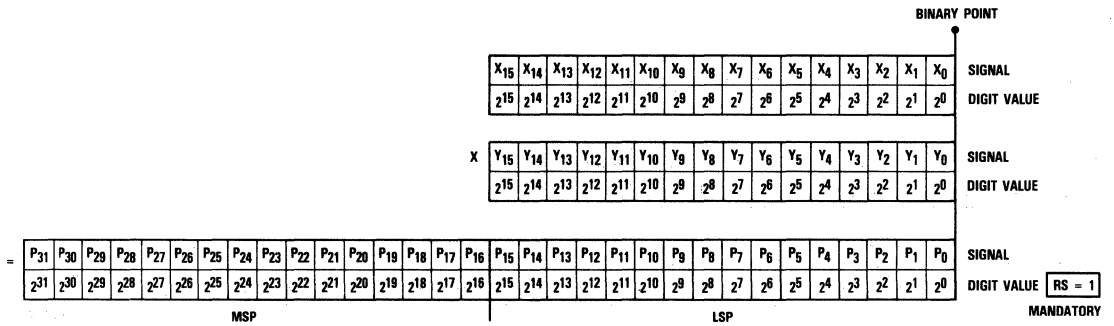 BINARY POINT
X15 X14 X13 X12 X11 X10 X9 X8 X7 X6 X5 X4 X3 X2 X1 X0 SIGNAL
2^15 2^14 2^13 2^12 2^11 2^10 2^9 2^8 2^7 2^6 2^5 2^4 2^3 2^2 2^1 2^0 DIGIT VALUE
X Y15 Y14 Y13 Y12 Y11 Y10 Y9 Y8 Y7 Y6 Y5 Y4 Y3 Y2 Y1 Y0 SIGNAL
2^15 2^14 2^13 2^12 2^11 2^10 2^9 2^8 2^7 2^6 2^5 2^4 2^3 2^2 2^1 2^0 DIGIT VALUE
= P31 P30 P29 P28 P27 P26 P25 P24 P23 P22 P21 P20 P19 P18 P17 P16 P15 P14 P13 P12 P11 P10 P9 P8 P7 P6 P5 P4 P3 P2 P1 P0 SIGNAL
2^31 2^30 2^29 2^28 2^27 2^26 2^25 2^24 2^23 2^22 2^21 2^20 2^19 2^18 2^17 2^16 2^15 2^14 2^13 2^12 2^11 2^10 2^9 2^8 2^7 2^6 2^5 2^4 2^3 2^2 2^1 2^0 DIGIT VALUE RS = 1
MSP LSP MANDATORY